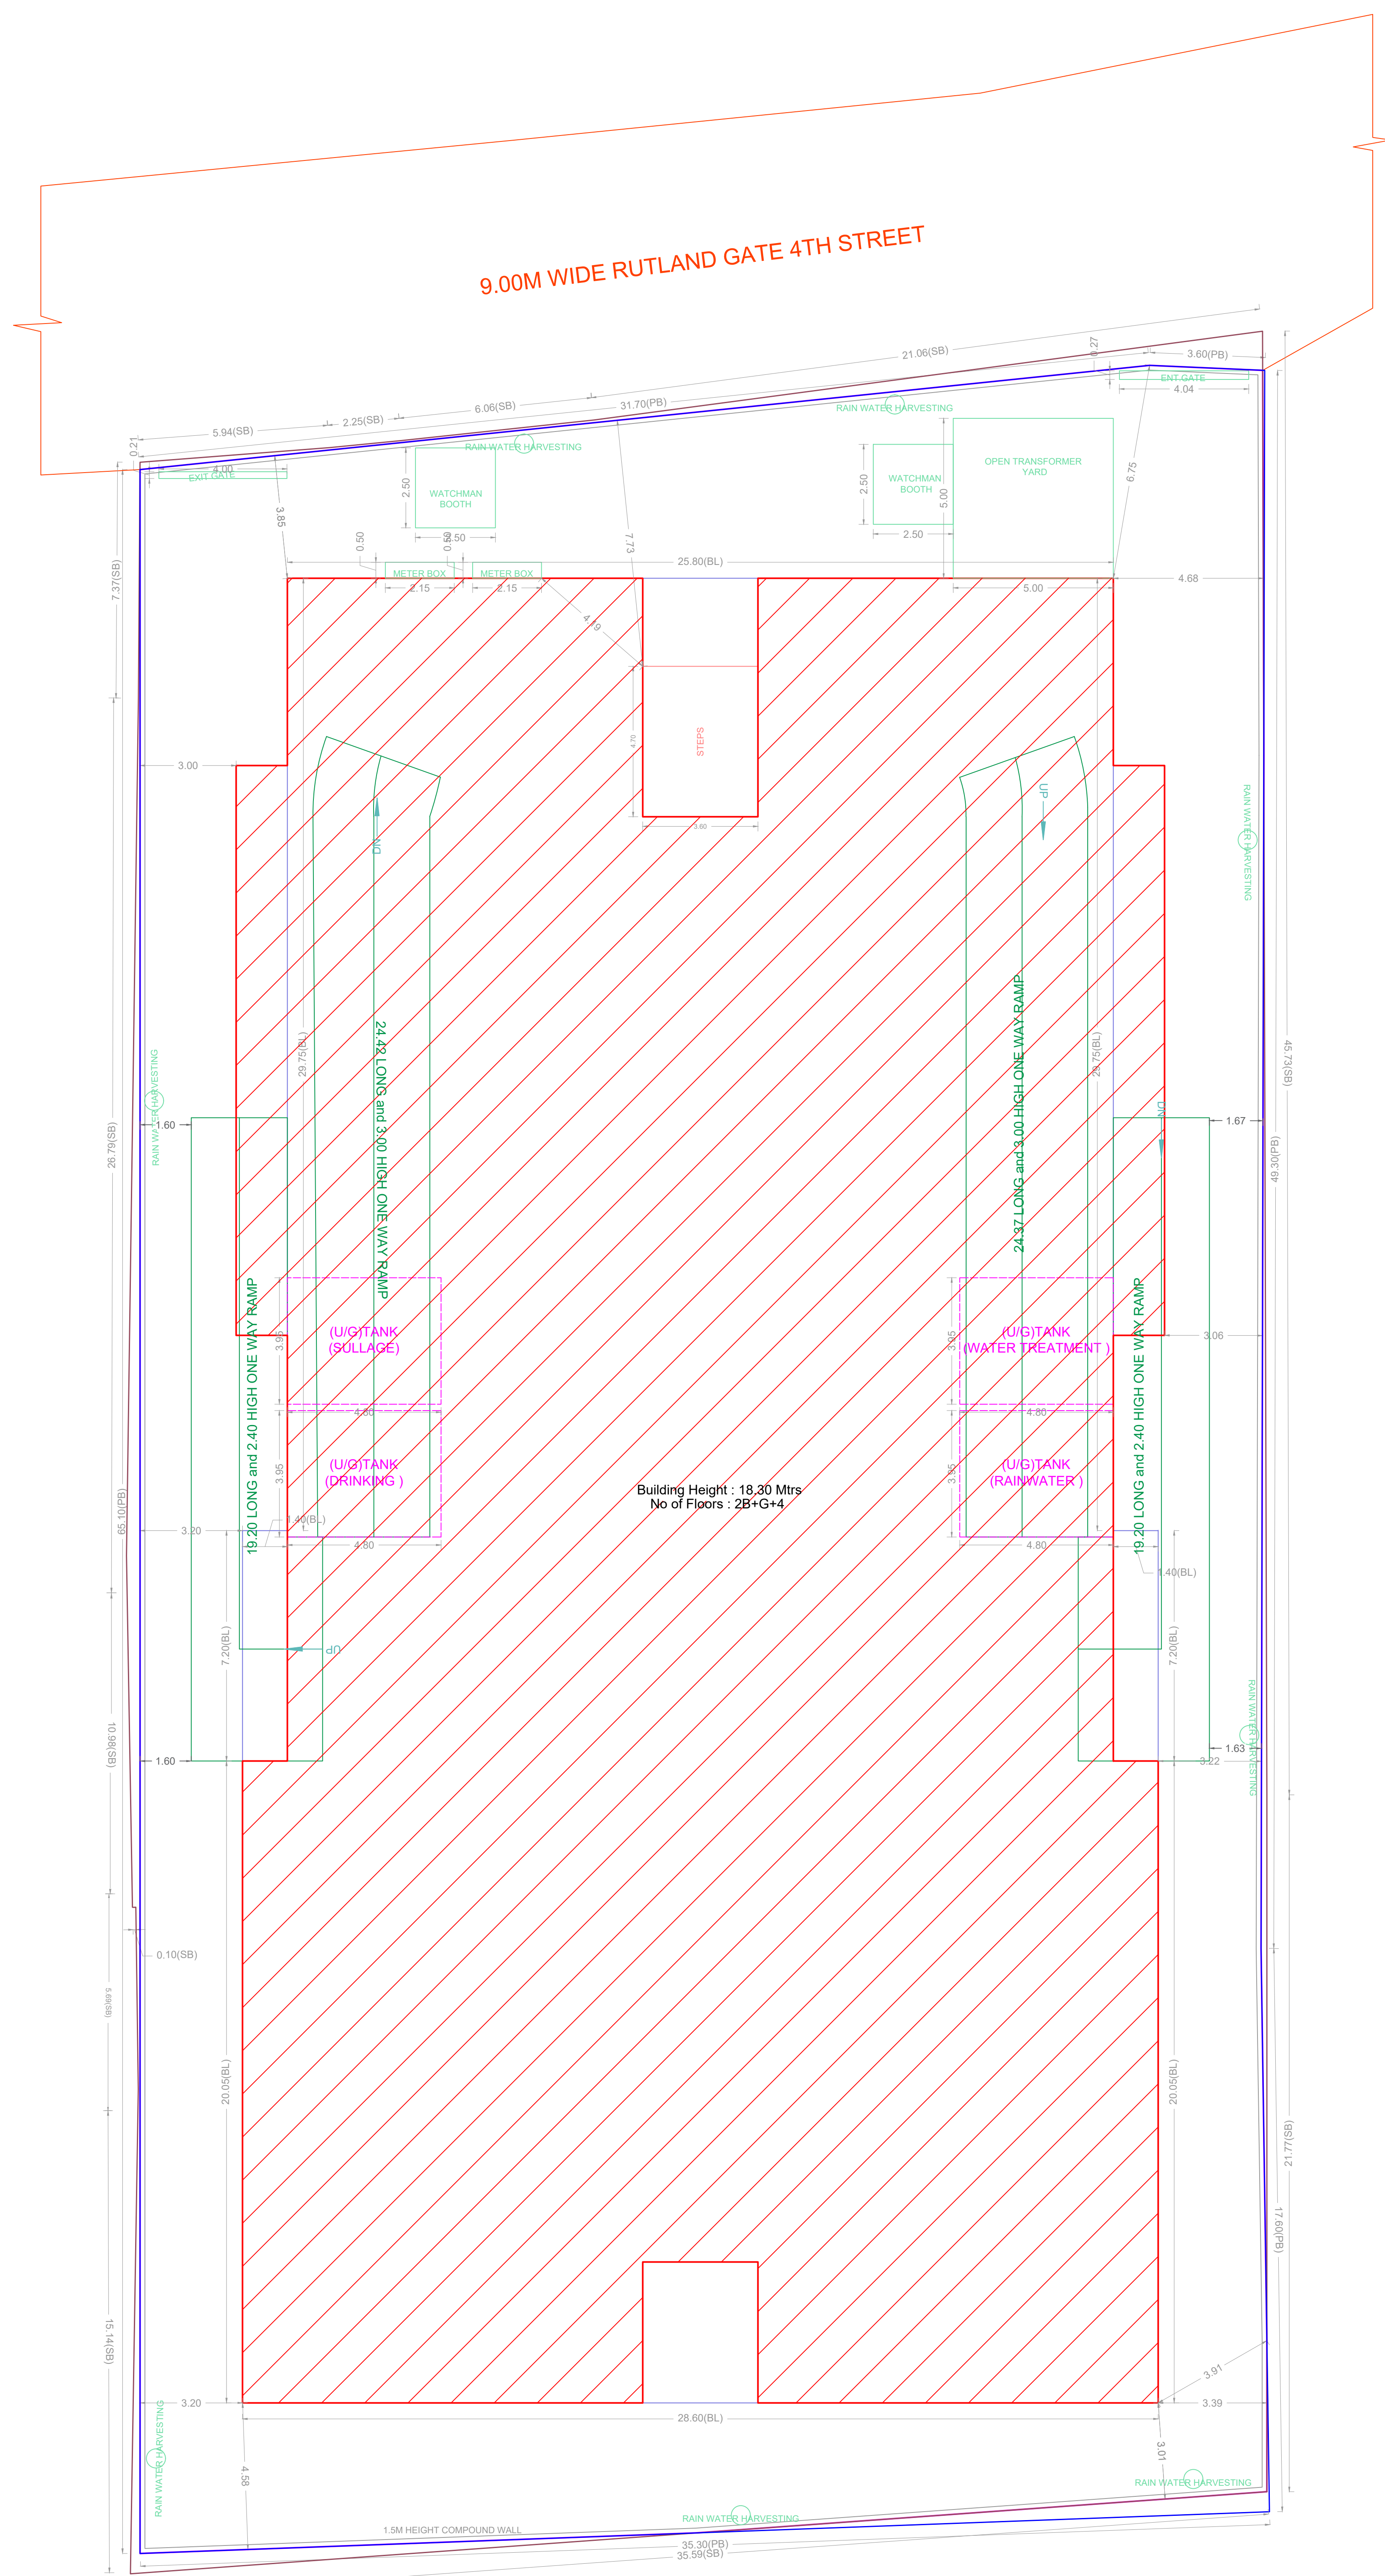 9.00M WIDE RUTLAND GATE 4TH STREET
21.06(SB)
0.27
3.60(PB)
ENT.GATE
4.04
6.06(SB)
31.70(PB)
RAIN WATER HARVESTING
2.25(SB)
5.94(SB)
0.21
RAIN WATER HARVESTING
4.00
EXIT GATE
OPEN TRANSFORMER
YARD
6.75
2.50
WATCHMAN
BOOTH
2.50
WATCHMAN
BOOTH
5.00
3.85
2.50
2.50
7.73
0.50
0.50
25.80(BL)
METER BOX
METER BOX
2.15
2.15
5.00
4.68
7.37(SB)
4.19
4.70
STEPS
3.00
3.60
DN
UP
RAIN WATER HARVESTING
24.42 LONG and 3.00 HIGH ONE WAY RAMP
24.37 LONG and 3.00 HIGH ONE WAY RAMP
29.75(BL)
29.75(BL)
45.73(SB)
RAIN WATER HARVESTING
1.60
DN
1.67
49.30(PB)
26.79(SB)
19.20 LONG and 2.40 HIGH ONE WAY RAMP
19.20 LONG and 2.40 HIGH ONE WAY RAMP
3.95
(U/G)TANK
(SULLAGE)
3.95
(U/G)TANK
(WATER TREATMENT )
3.06
4.80
4.80
3.95
(U/G)TANK
(DRINKING )
3.95
(U/G)TANK
(RAINWATER )
Building Height : 18.30 Mtrs
No of Floors : 2B+G+4
65.10(PB)
3.20
1.40(BL)
4.80
4.80
1.40(BL)
7.20(BL)
UP
7.20(BL)
RAIN WATER HARVESTING
10.98(SB)
1.60
1.63
3.22
0.10(SB)
5.69(SB)
20.05(BL)
20.05(BL)
21.77(SB)
17.60(PB)
15.14(SB)
3.91
3.20
3.39
28.60(BL)
RAIN WATER HARVESTING
4.58
3.01
RAIN WATER HARVESTING
RAIN WATER HARVESTING
1.5M HEIGHT COMPOUND WALL
35.30(PB)
35.59(SB)